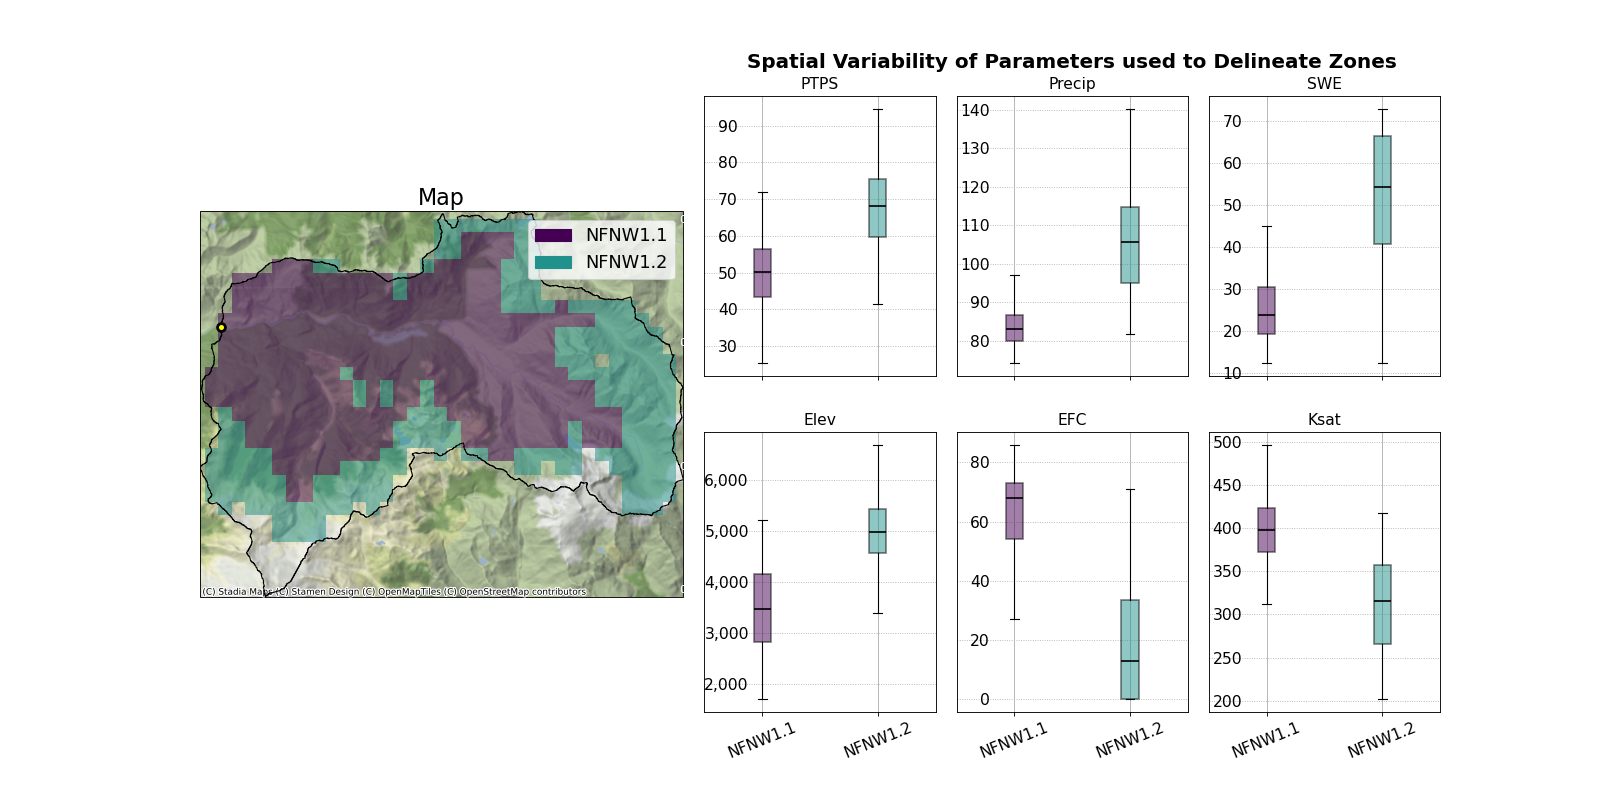 Spatial Variability of Parameters used to Delineate Zones
Map
NFNW1.1
NFNW1.2
(C) Stadia Maps (C) Stamen Design (C) OpenMapTiles (C) OpenStreetMap contributors
PTPS
90
80
70
60
50
40
30
Precip
140
130
120
110
100
90
80
SWE
70
60
50
40
30
20
10
Elev
6,000
5,000
4,000
3,000
2,000
NFNW1.1
NFNW1.2
EFC
80
60
40
20
0
NFNW1.1
NFNW1.2
Ksat
500
450
400
350
300
250
200
NFNW1.1
NFNW1.2